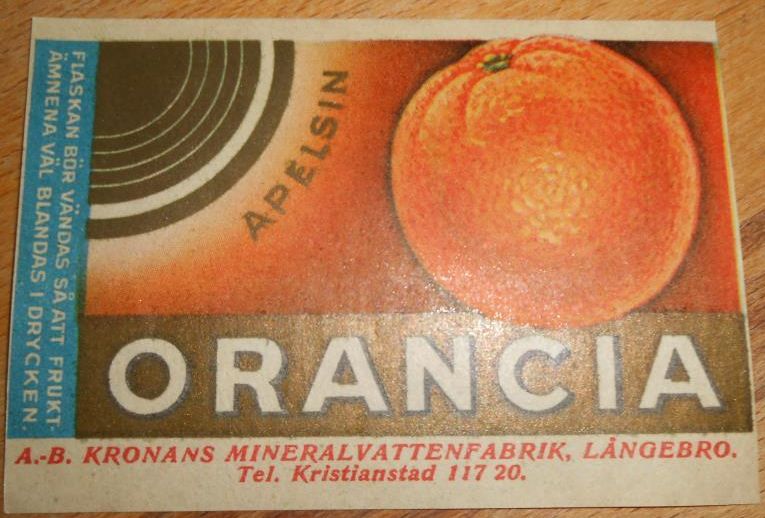 FLASKAN BÖR VÄNDAS SÅ ATT FRUKT-
ÄMNENA VÄL BLANDAS I DRYCKEN.
APELSIN
ORANCIA
A.-B. KRONANS MINERALVATTENFABRIK, LÅNGEBRO.
Tel. Kristianstad 117 20.